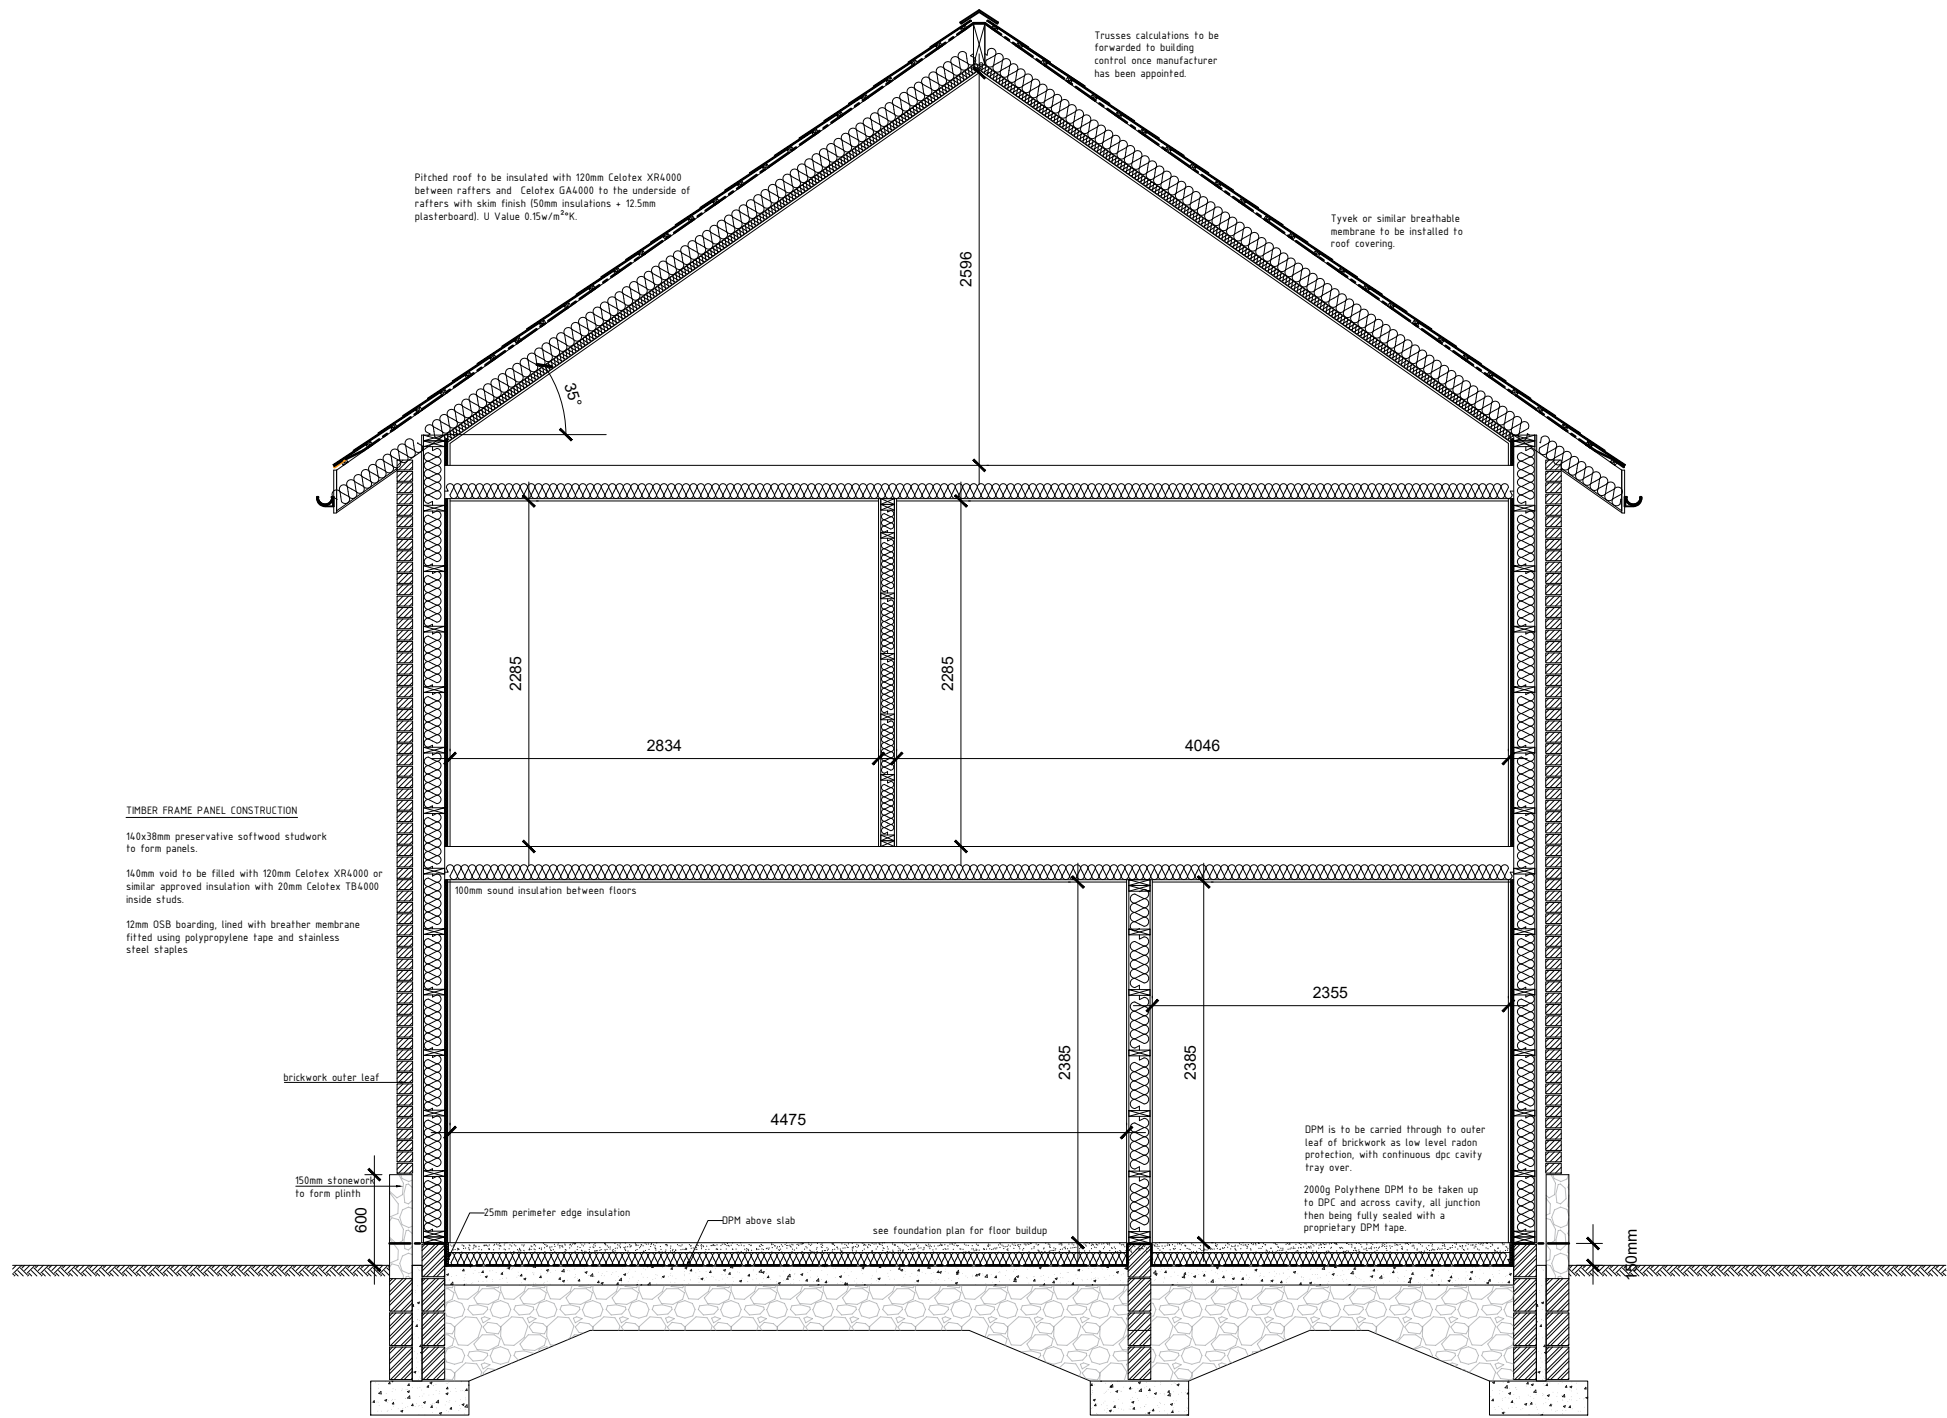 Trusses calculations to be
forwarded to building
control once manufacturer
has been appointed.
Pitched roof to be insulated with 120mm Celotex XR4000
between rafters and Celotex GA4000 to the underside of
rafters with skim finish (50mm insulations + 12.5mm
plasterboard). U Value 0.15w/m²°K.
Tyvek or similar breathable
membrane to be installed to
roof covering.
2596
35°
2285
2285
2834
4046
TIMBER FRAME PANEL CONSTRUCTION
140x38mm preservative softwood studwork
to form panels.
140mm void to be filled with 120mm Celotex XR4000 or
similar approved insulation with 20mm Celotex TB4000
inside studs.
12mm OSB boarding, lined with breather membrane
fitted using polypropylene tape and stainless
steel staples
100mm sound insulation between floors
2355
2385
2385
brickwork outer leaf
4475
DPM is to be carried through to outer
leaf of brickwork as low level radon
protection, with continuous dpc cavity
tray over.
2000g Polythene DPM to be taken up
to DPC and across cavity, all junction
then being fully sealed with a
proprietary DPM tape.
150mm stonework
to form plinth
600
25mm perimeter edge insulation
DPM above slab
see foundation plan for floor buildup
150mm